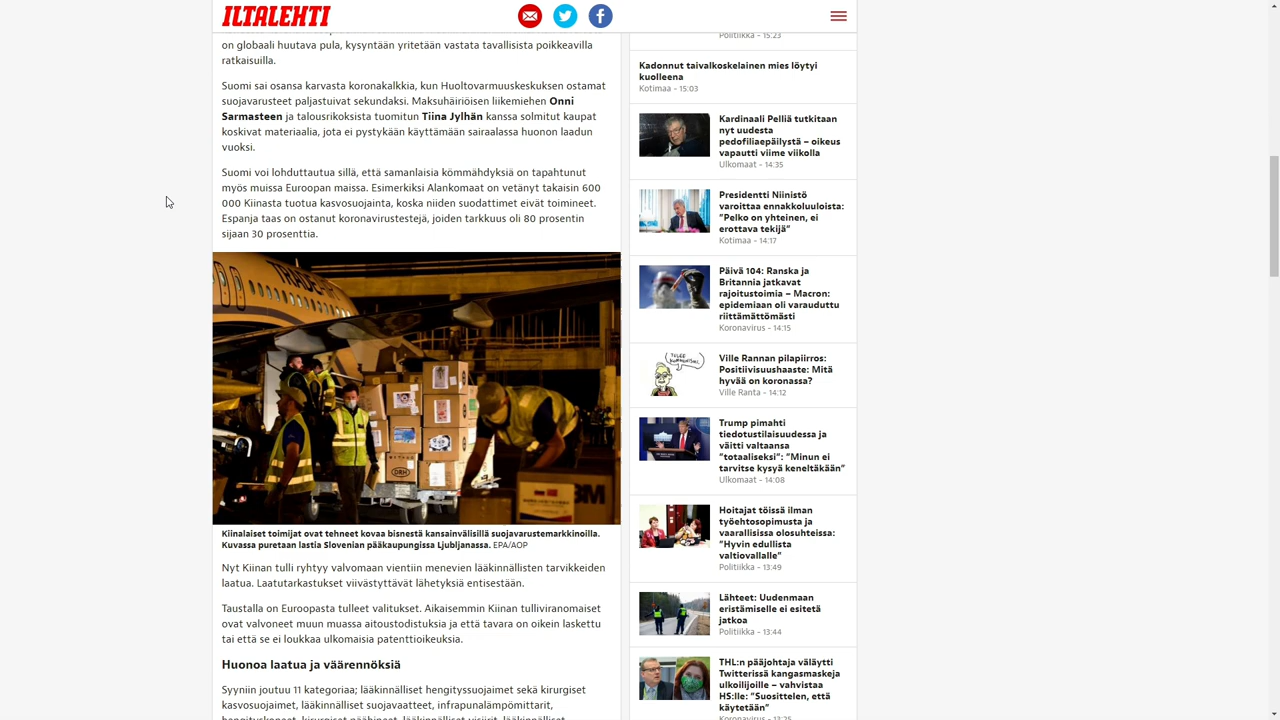 ILTALEHTI
on globaali huutava pula, kysyntään yritetään vastata tavallisista poikkeavilla
ratkaisuilla.
Suomi sai osansa karvasta koronakalkkia, kun Huoltovarmuuskeskuksen ostamat
suojavarusteet paljastuivat sekundaksi. Maksuhäiriöisen liikemiehen Onni
Sarmasteen ja talousrikoksista tuomitun Tiina Jylhän kanssa solmitut kaupat
koskivat materiaalia, jota ei pystykään käyttämään sairaalassa huonon laadun
vuoksi.
Suomi voi lohduttautua sillä, että samanlaisia kömmähdyksiä on tapahtunut
myös muissa Euroopan maissa. Esimerkiksi Alankomaat on vetänyt takaisin 600
000 Kiinasta tuotua kasvosuojainta, koska niiden suodattimet eivät toimineet.
Espanja taas on ostanut koronavirustestejä, joiden tarkkuus oli 80 prosentin
sijaan 30 prosenttia.
Kiinalaiset toimijat ovat tehneet kovaa bisnestä kansainvälisillä suojavarustemarkkinoilla.
Kuvassa puretaan lastia Slovenian pääkaupungissa Ljubljanassa. EPA/AOP
Nyt Kiinan tulli ryhtyy valvomaan vientiin menevien lääkinnällisten tarvikkeiden
laatua. Laatutarkastukset viivästyttävät lähetyksiä entisestään.
Taustalla on Euroopasta tulleet valitukset. Aikaisemmin Kiinan tulliviranomaiset
ovat valvoneet muun muassa aitoustodistuksia ja että tavara on oikein laskettu
tai että se ei loukkaa ulkomaisia patenttioikeuksia.
Huonoa laatua ja väärennöksiä
Syyniin joutuu 11 kategoriaa; lääkinnälliset hengityssuojaimet sekä kirurgiset
kasvosuojaimet, lääkinnälliset suojavaatteet, infrapunalämpömittarit,
hengityskoneet, kirurgiset päähineet, lääkinnälliset visiirit, lääkinnälliset
Politiikka - 15:23
Kadonnut taivalkoskelainen mies löytyi
kuolleena
Kotimaa - 15:03
Kardinaali Pelliä tutkitaan
nyt uudesta
pedofiliaepäilystä – oikeus
vapautti viime viikolla
Ulkomaat - 14:35
Presidentti Niinistö
varoittaa ennakkoluuloista:
”Pelko on yhteinen, ei
erottava tekijä”
Kotimaa - 14:17
Päivä 104: Ranska ja
Britannia jatkavat
rajoitustoimia – Macron:
epidemiaan oli varauduttu
riittämättömästi
Koronavirus - 14:15
Ville Rannan pilapiirros:
Positiivisuushaaste: Mitä
hyvää on koronassa?
Ville Ranta - 14:12
Trump pimahti
tiedotustilaisuudessa ja
väitti valtaansa
”totaaliseksi”: ”Minun ei
tarvitse kysyä keneltäkään”
Ulkomaat - 14:08
Hoitajat töissä ilman
työehtosopimusta ja
vaarallisissa olosuhteissa:
”Hyvin edullista
valtiovallalle”
Politiikka - 13:49
Lähteet: Uudenmaan
eristämiselle ei esitetä
jatkoa
Politiikka - 13:44
THL:n pääjohtaja väläytti
Twitterissä kangasmaskeja
ulkoilijoille – vahvistaa
HS:lle: ”Suosittelen, että
käytetään”
Koronavirus - 13:25